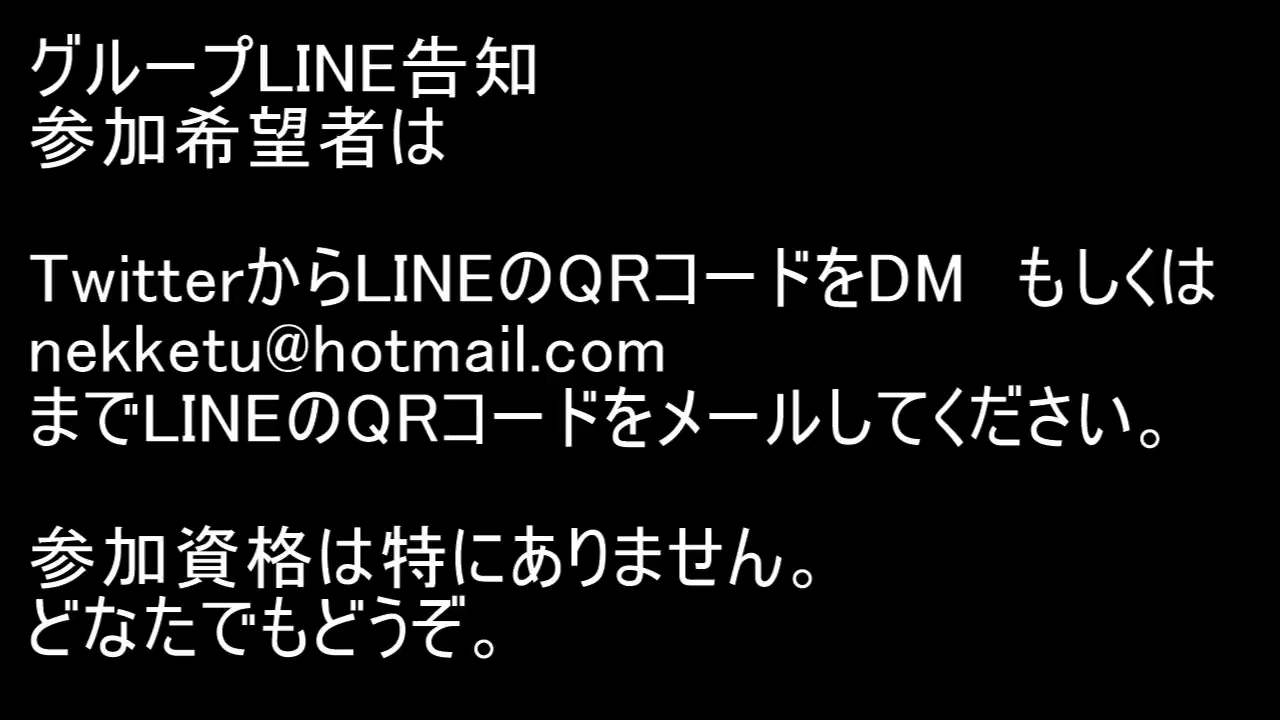 グループLINE告知
参加希望者は
TwitterからLINEのQRコードをDM　もしくは
nekketu@hotmail.com
までLINEのQRコードをメールしてください。
参加資格は特にありません。
どなたでもどうぞ。